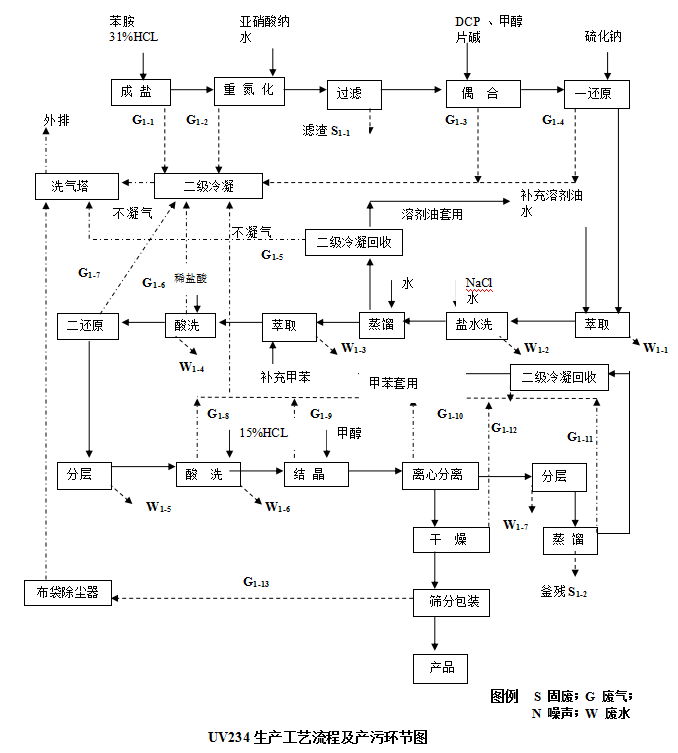 苯胺
31%HCL
亚硝酸纳
水
DCP 、甲醇
片碱
硫化钠
成 盐
重 氮 化
过滤
偶 合
一还原
外排
G1-1
G1-2
滤渣 S1-1
G1-3
G1-4
洗气塔
二级冷凝
补充溶剂油
水
不凝气
不凝气
溶剂油套用
二级冷凝回收
G1-5
G1-7
G1-6
稀盐酸
水
NaCl
水
二还原
酸洗
萃取
蒸馏
盐水洗
萃取
W1-4
W1-3
W1-2
W1-1
补充甲苯
甲苯套用
二级冷凝回收
G1-8
G1-9
G1-10
G1-12
G1-11
15%HCL
甲醇
分层
酸 洗
结 晶
离心分离
分层
W1-5
W1-6
W1-7
干 燥
蒸 馏
G1-13
釜残 S1-2
布袋除尘器
筛分包装
产品
图例 S 固废；G 废气；
N 噪声；W 废水
UV234 生产工艺流程及产污环节图